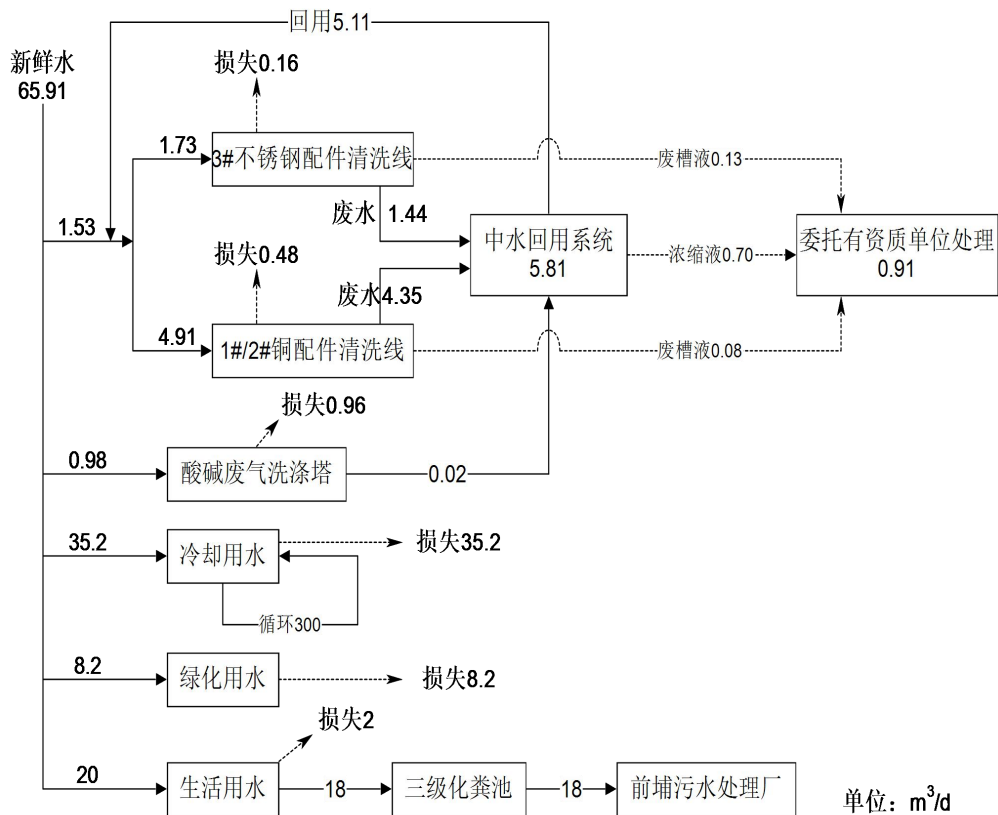 回用5.11
新鲜水
65.91
损失0.16
1.73
3#不锈钢配件清洗线
废槽液0.13
废水 1.44
1.53
中水回用系统
5.81
浓缩液0.70
委托有资质单位处理
0.91
损失0.48
废水4.35
4.91
1#/2#铜配件清洗线
废槽液0.08
损失0.96
0.98
酸碱废气洗涤塔
0.02
35.2
冷却用水
损失35.2
循环300
8.2
绿化用水
损失8.2
损失2
20
生活用水
18
三级化粪池
18
前埔污水处理厂
单位：m³/d